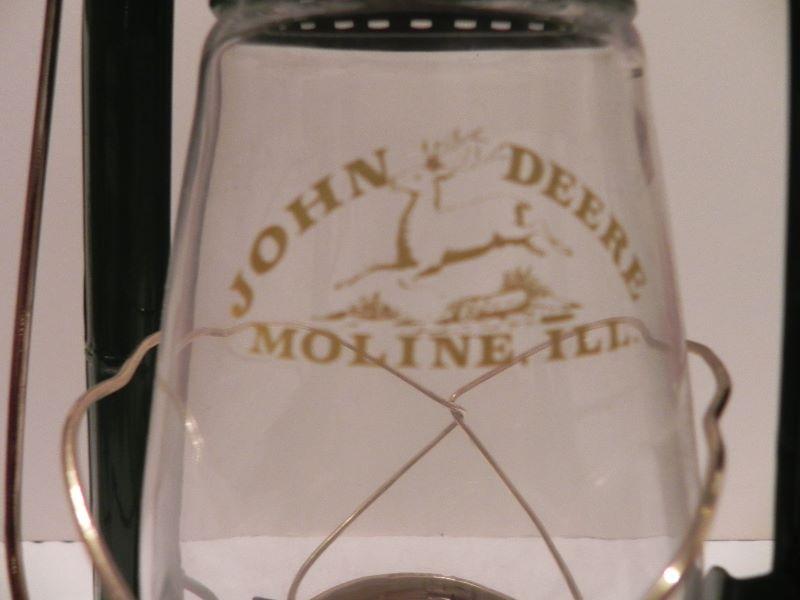 JOHN DEERE
MOLINE, ILL.